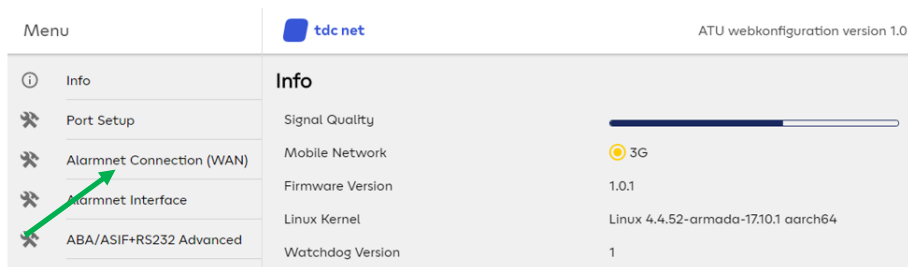 Menu
tdc net
ATU webkonfiguration version 1.0
Info
Port Setup
Alarmnet Connection (WAN)
Alarmnet Interface
ABA/ASIF+RS232 Advanced
Info
Signal Quality
Mobile Network 3G
Firmware Version 1.0.1
Linux Kernel Linux 4.4.52-armada-17.10.1 aarch64
Watchdog Version 1